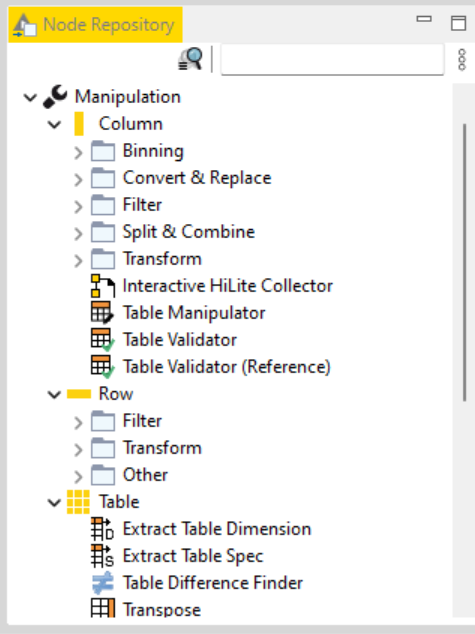 Node Repository
Manipulation
Column
Binning
Convert & Replace
Filter
Split & Combine
Transform
Interactive HiLite Collector
Table Manipulator
Table Validator
Table Validator (Reference)
Row
Filter
Transform
Other
Table
Extract Table Dimension
Extract Table Spec
Table Difference Finder
Transpose